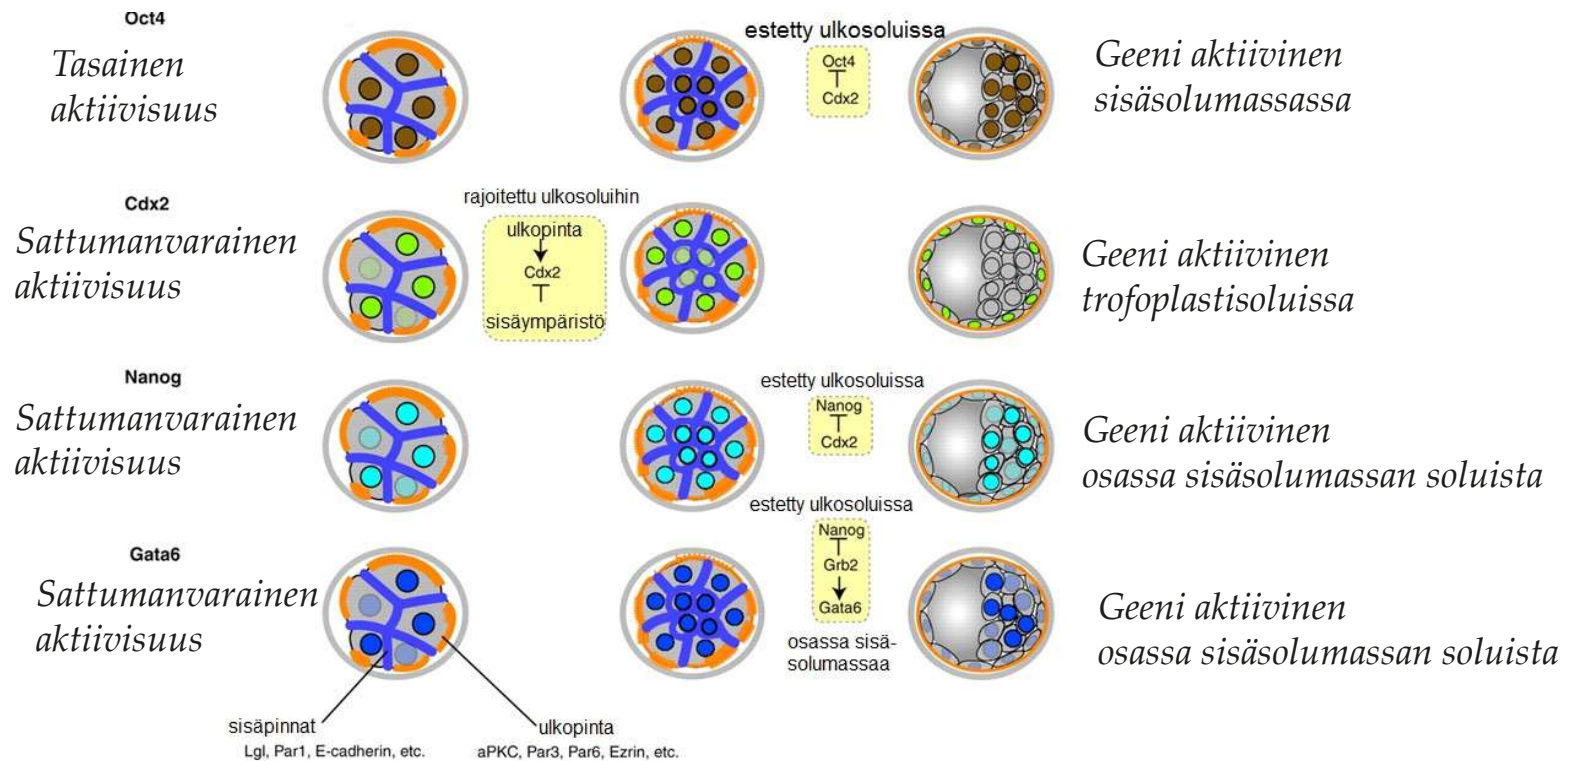 Oct4
Tasainen
aktiivisuus
estetty ulkosoluissa
Oct4
Cdx2
Geeni aktiivinen
sisäsolumassassa
Cdx2
Sattumanvarainen
aktiivisuus
rajoitettu ulkosoluihin
ulkopinta
Cdx2
sisäympäristö
Geeni aktiivinen
trofoplastisoluissa
Nanog
Sattumanvarainen
aktiivisuus
estetty ulkosoluissa
Nanog
Cdx2
Geeni aktiivinen
osassa sisäsolumassan soluista
Gata6
Sattumanvarainen
aktiivisuus
estetty ulkosoluissa
Nanog
Grb2
Gata6
osassa sisä-
solumassaa
Geeni aktiivinen
osassa sisäsolumassan soluista
sisäpinnat
Lgl, Par1, E-cadherin, etc.
ulkopinta
aPKC, Par3, Par6, Ezrin, etc.